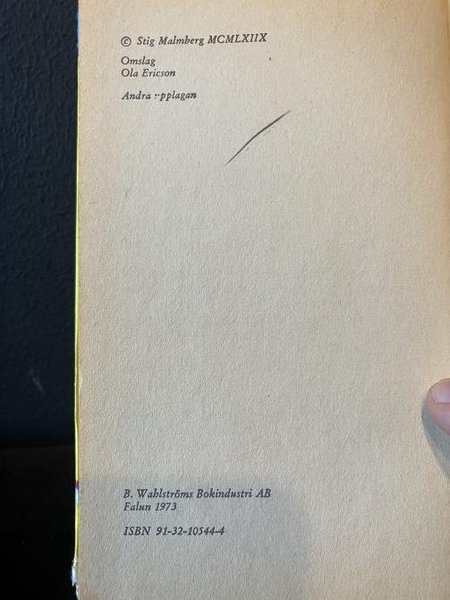 © Stig Malmberg MCMLXIIX
Omslag
Ola Ericson
Andra upplagan
B. Wahlströms Bokindustri AB
Falun 1973
ISBN 91-32-10544-4